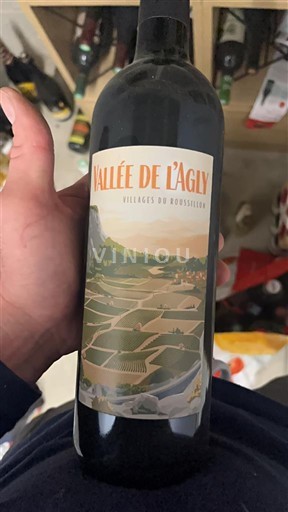 VALLÉE DE L'AGLY
VILLAGES DU ROUSSILLON
VINIOU